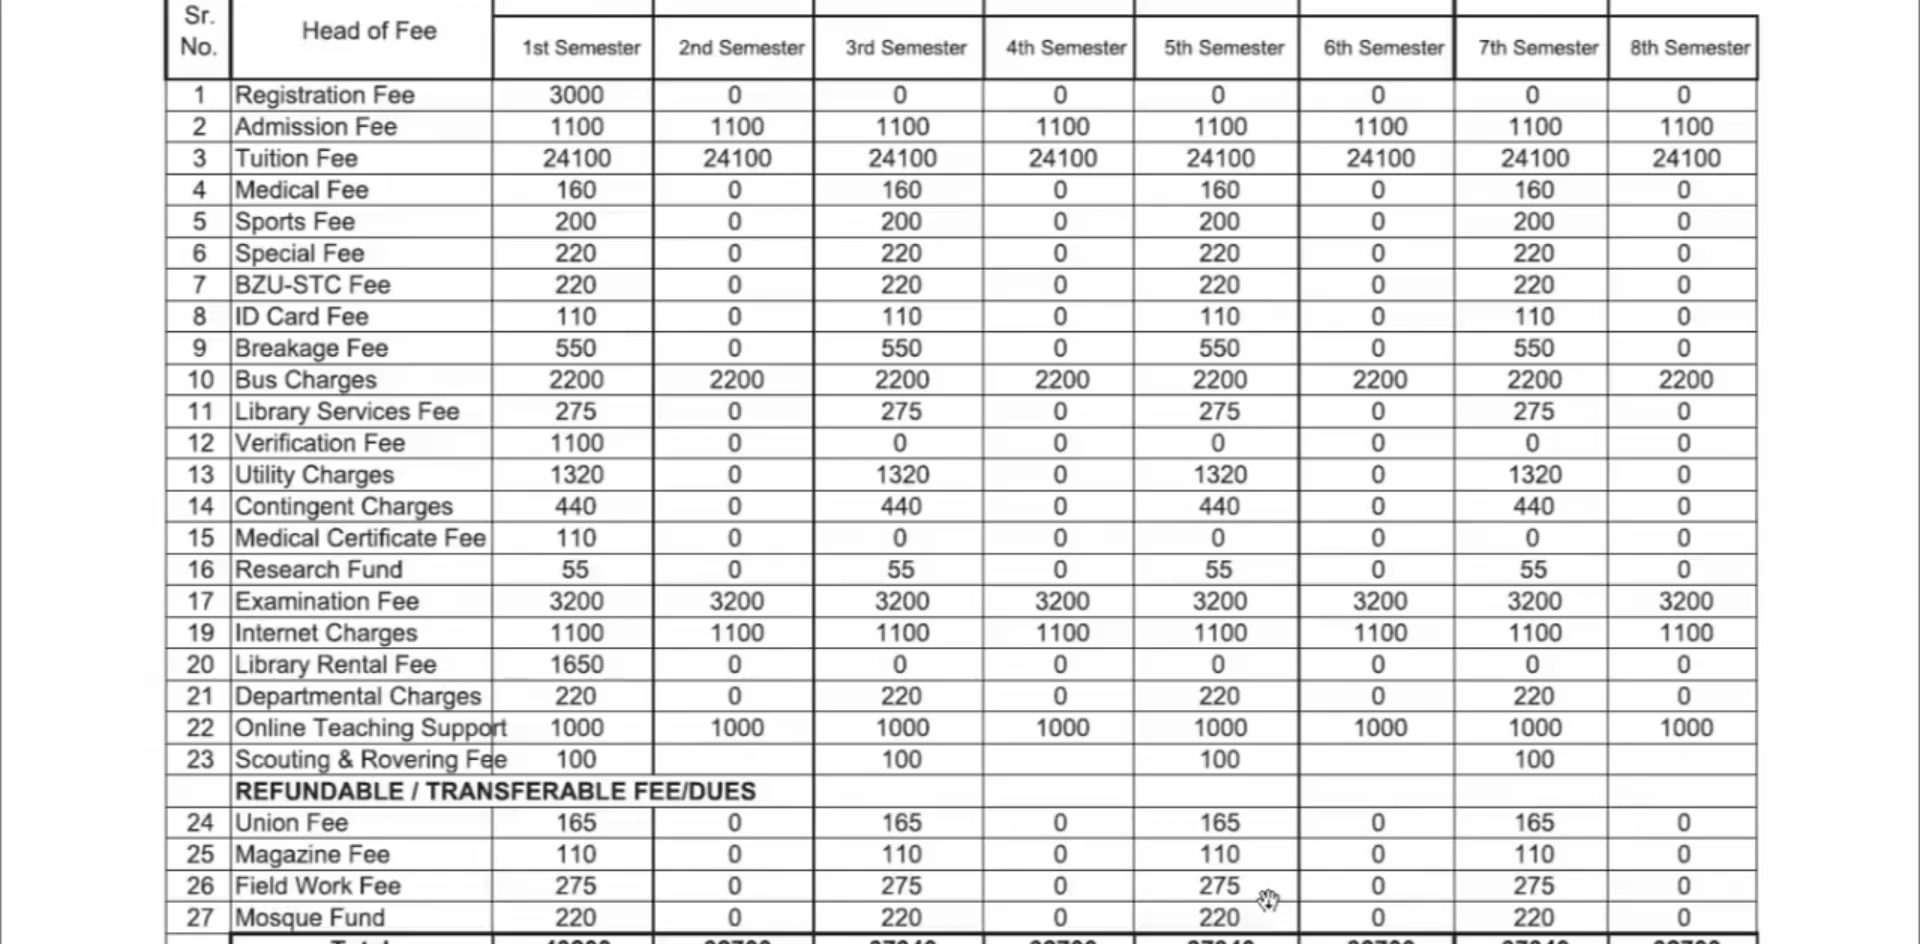 Sr. No. Head of Fee 1st Semester 2nd Semester 3rd Semester 4th Semester 5th Semester 6th Semester 7th Semester 8th Semester
1 Registration Fee 3000 0 0 0 0 0 0 0
2 Admission Fee 1100 1100 1100 1100 1100 1100 1100 1100
3 Tuition Fee 24100 24100 24100 24100 24100 24100 24100 24100
4 Medical Fee 160 0 160 0 160 0 160 0
5 Sports Fee 200 0 200 0 200 0 200 0
6 Special Fee 220 0 220 0 220 0 220 0
7 BZU-STC Fee 220 0 220 0 220 0 220 0
8 ID Card Fee 110 0 110 0 110 0 110 0
9 Breakage Fee 550 0 550 0 550 0 550 0
10 Bus Charges 2200 2200 2200 2200 2200 2200 2200 2200
11 Library Services Fee 275 0 275 0 275 0 275 0
12 Verification Fee 1100 0 0 0 0 0 0 0
13 Utility Charges 1320 0 1320 0 1320 0 1320 0
14 Contingent Charges 440 0 440 0 440 0 440 0
15 Medical Certificate Fee 110 0 0 0 0 0 0 0
16 Research Fund 55 0 55 0 55 0 55 0
17 Examination Fee 3200 3200 3200 3200 3200 3200 3200 3200
19 Internet Charges 1100 1100 1100 1100 1100 1100 1100 1100
20 Library Rental Fee 1650 0 0 0 0 0 0 0
21 Departmental Charges 220 0 220 0 220 0 220 0
22 Online Teaching Support 1000 1000 1000 1000 1000 1000 1000 1000
23 Scouting & Rovering Fee 100 100 100 100
REFUNDABLE / TRANSFERABLE FEE/DUES
24 Union Fee 165 0 165 0 165 0 165 0
25 Magazine Fee 110 0 110 0 110 0 110 0
26 Field Work Fee 275 0 275 0 275 0 275 0
27 Mosque Fund 220 0 220 0 220 0 220 0